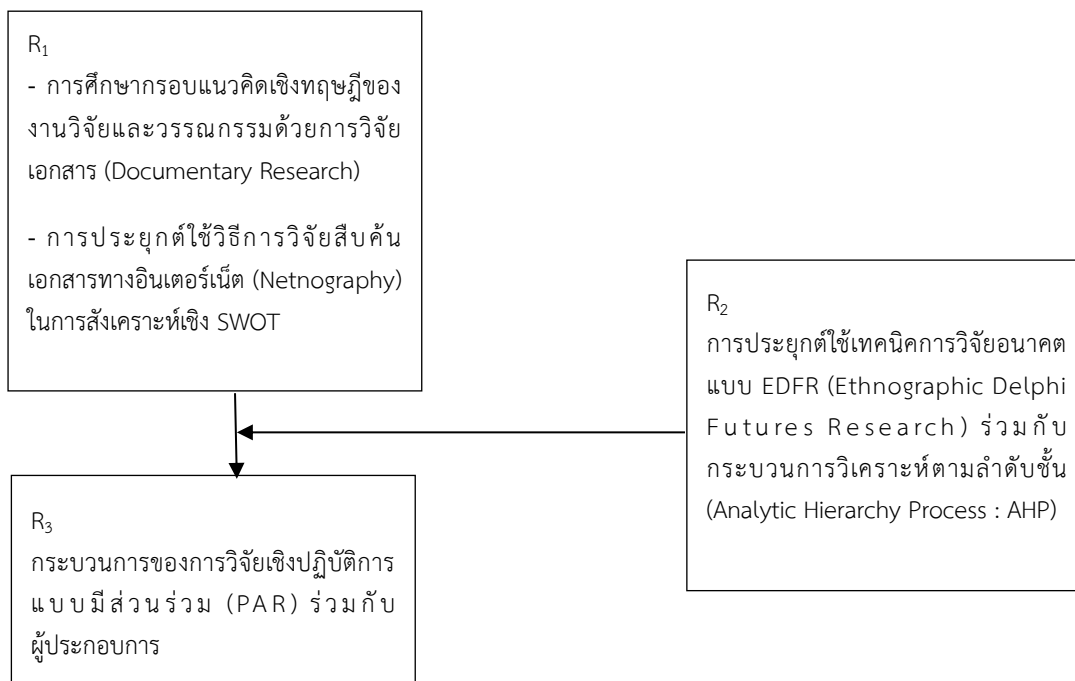 R₁
- การศึกษากรอบแนวคิดเชิงทฤษฎีของ
งานวิจัยและวรรณกรรมด้วยการวิจัย
เอกสาร (Documentary Research)
- การประยุกต์ใช้วิธีการวิจัยสืบค้น
เอกสารทางอินเตอร์เน็ต (Netnography)
ในการสังเคราะห์เชิง SWOT
R₂
การประยุกต์ใช้เทคนิคการวิจัยอนาคต
แบบ EDFR (Ethnographic Delphi
Futures Research) ร่วมกับ
กระบวนการวิเคราะห์ตามลำดับชั้น
(Analytic Hierarchy Process : AHP)
R₃
กระบวนการของการวิจัยเชิงปฏิบัติการ
แบบมีส่วนร่วม (PAR) ร่วมกับ
ผู้ประกอบการ